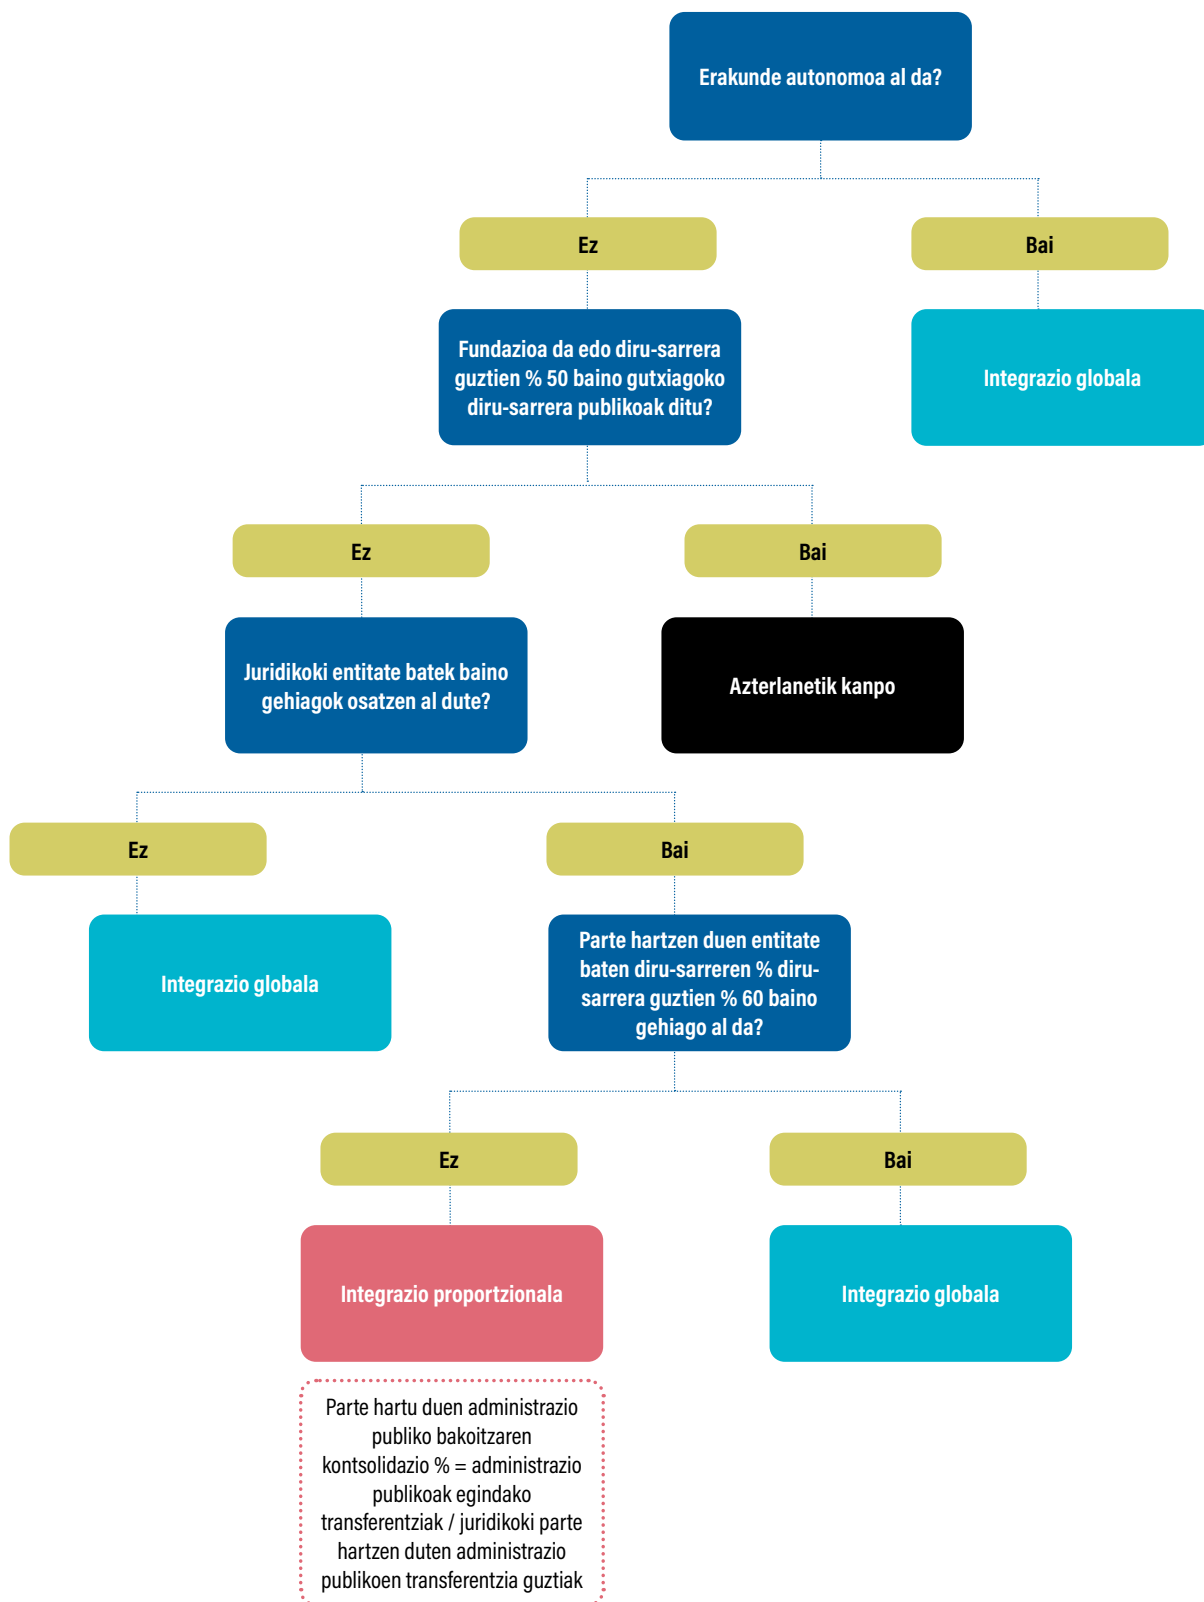 Erakunde autonomoa al da?
Ez
Bai
Fundazioa da edo diru-sarrera
guztien % 50 baino gutxiagoko
diru-sarrera publikoak ditu?
Integrazio globala
Ez
Bai
Juridikoki entitate batek baino
gehiagok osatzen al dute?
Azterlanetik kanpo
Ez
Bai
Integrazio globala
Parte hartzen duen entitate
baten diru-sarreren % diru-
sarrera guztien % 60 baino
gehiago al da?
Ez
Bai
Integrazio proportzionala
Integrazio globala
Parte hartu duen administrazio
publiko bakoitzaren
kontsolidazio % = administrazio
publikoak egindako
transferentziak / juridikoki parte
hartzen duten administrazio
publikoen transferentzia guztiak